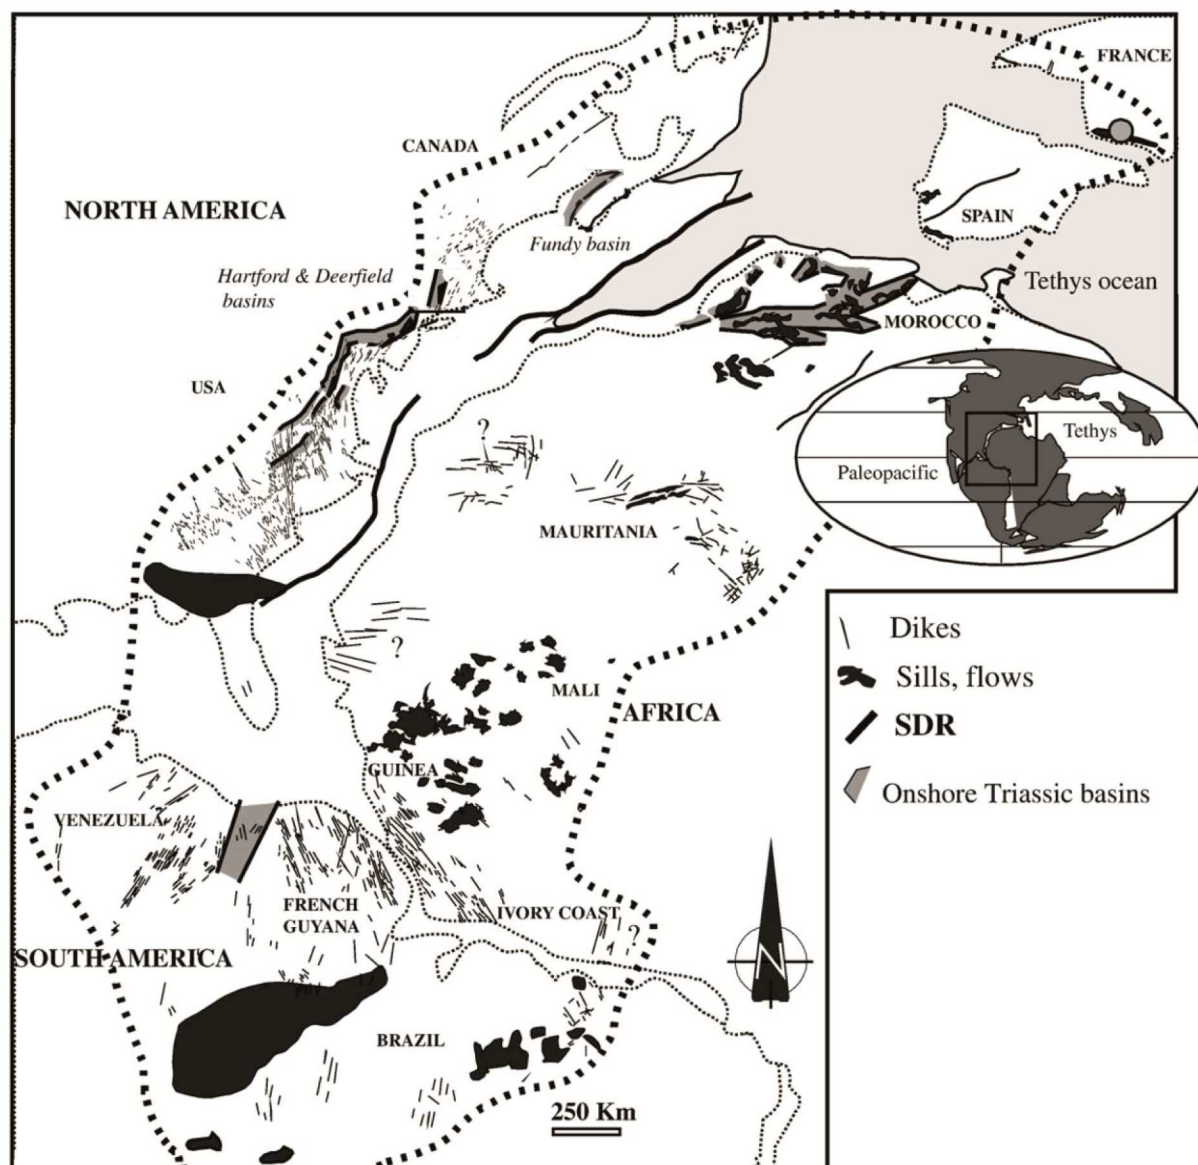 FRANCE
CANADA
NORTH AMERICA
SPAIN
Fundy basin
Hartford & Deerfield
basins
Tethys ocean
MOROCCO
USA
?
Tethys
Paleopacific
MAURITANIA
Dikes
?
Sills, flows
MALI
AFRICA
SDR
GUINEA
Onshore Triassic basins
VENEZUELA
FRENCH
GUYANA
IVORY COAST
?
SOUTH AMERICA
N
BRAZIL
250 Km